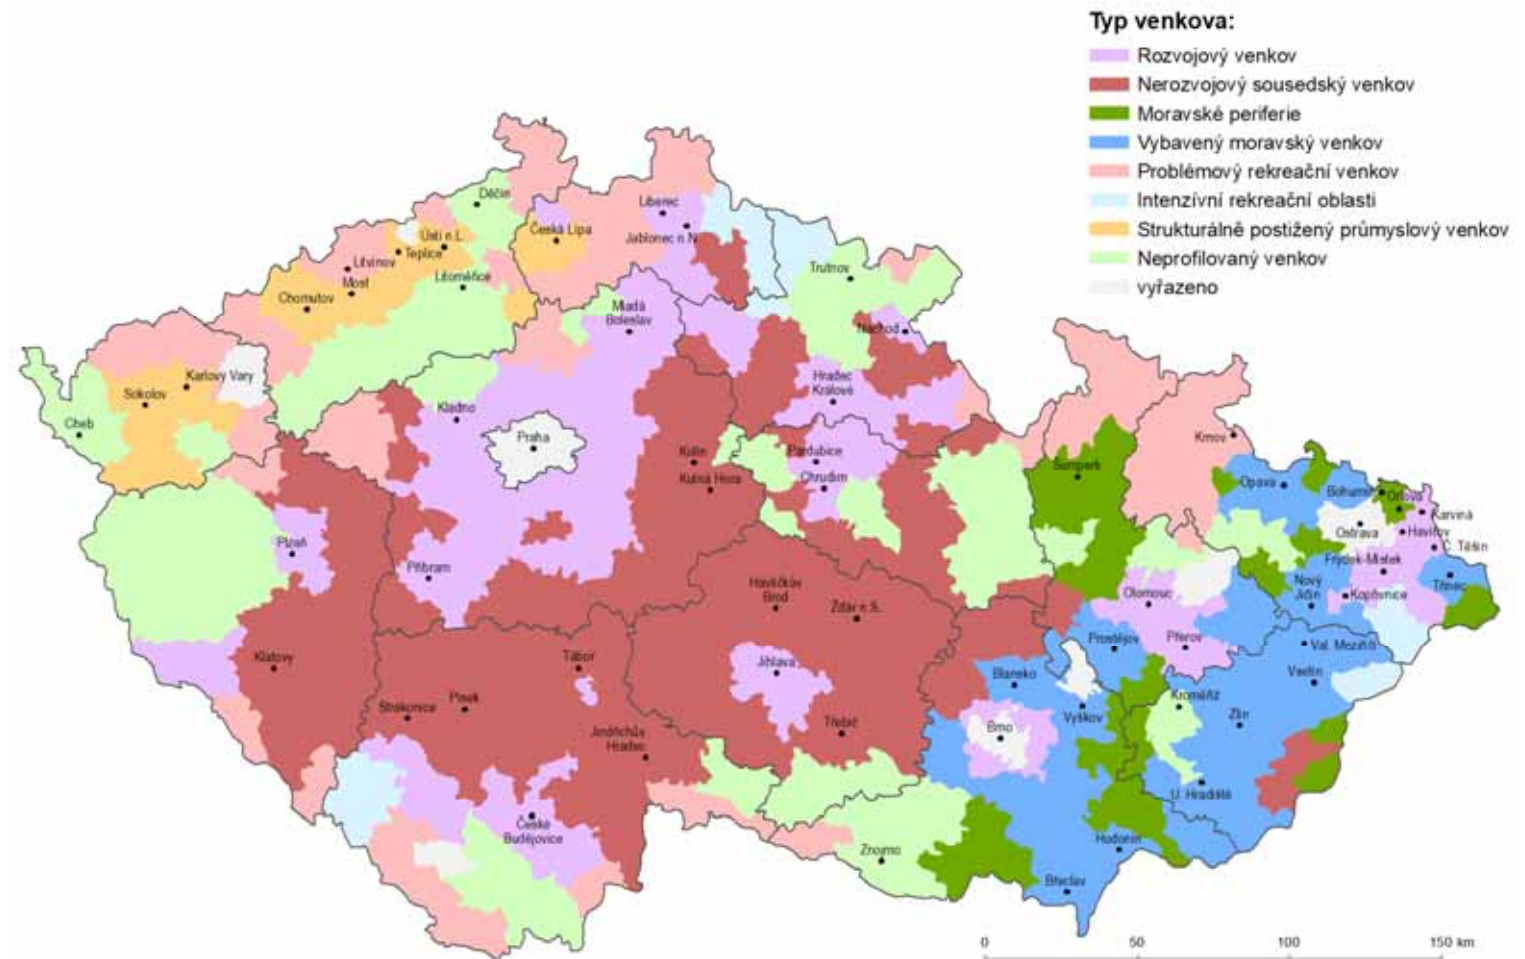 Typ venkova:
Rozvojový venkov
Nerozvojový sousedský venkov
Moravské periferie
Vybavený moravský venkov
Problémový rekreační venkov
Intenzívní rekreační oblasti
Strukturálně postižený průmyslový venkov
Neprofilovaný venkov
vyřazeno
Děčín
Liberec
Jablonec n.N.
Česká Lípa
Ústí n.L.
Teplice
Litvínov
Most
Litoměřice
Chomutov
Trutnov
Mladá
Boleslav
Náchod
Karlovy Vary
Sokolov
Cheb
Kladno
Hradec
Králové
Praha
Kolín
Kutná Hora
Pardubice
Chrudim
Krnov
Šumperk
Opava
Bohumín
Orlová
Karviná
Ostrava
Havířov
Č. Těšín
Frýdek-Místek
Třinec
Nový
Jičín
Kopřivnice
Plzeň
Příbram
Havlíčkův
Brod
Žďár n.S.
Olomouc
Prostějov
Přerov
Val. Meziříčí
Vsetín
Klatovy
Tábor
Jihlava
Blansko
Písek
Strakonice
Vyškov
Kroměříž
Zlín
Jindřichův
Hradec
Třebíč
Brno
U. Hradiště
České
Budějovice
Znojmo
Hodonín
Břeclav
0 50 100 150 km